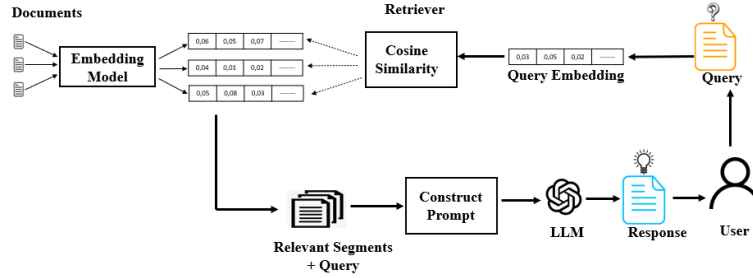 Documents
Retriever
Embedding
Model
0,06 0,05 0,07 -------
0,04 0,01 0,02 -------
0,05 0,08 0,03 -------
Cosine
Similarity
0,03 0,05 0,02 -------
Query Embedding
Query
Relevant Segments
+ Query
Construct
Prompt
LLM
Response
User